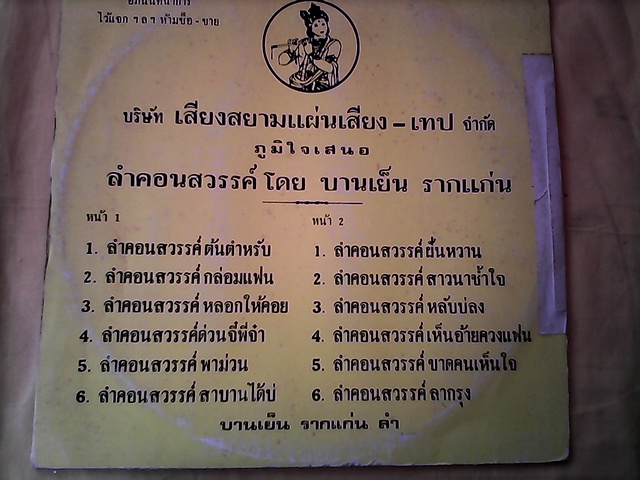 อภินันทนาการ
ไว้แจก ฯลฯ ห้ามซื้อ - ขาย
บริษัท เสียงสยามแผ่นเสียง – เทป จำกัด
ภูมิใจเสนอ
ลำคอนสวรรค์ โดย บานเย็น รากแก่น
หน้า 1
1. ลำคอนสวรรค์ ต้นตำหรับ
2. ลำคอนสวรรค์ กล่อมแฟน
3. ลำคอนสวรรค์ หลอกให้คอย
4. ลำคอนสวรรค์ด่วนจี๋พี่จ๋า
5. ลำคอนสวรรค์ พาม่วน
6. ลำคอนสวรรค์ สาบานได้บ่
หน้า 2
1. ลำคอนสวรรค์ ฝันหวาน
2. ลำคอนสวรรค์ สาวนาช้ำใจ
3. ลำคอนสวรรค์ หลับบ่ลง
4. ลำคอนสวรรค์ เห็นอ้ายควงแฟน
5. ลำคอนสวรรค์ ขาดคนเห็นใจ
6. ลำคอนสวรรค์ ลากรุง
บานเย็น รากแก่น ลำ